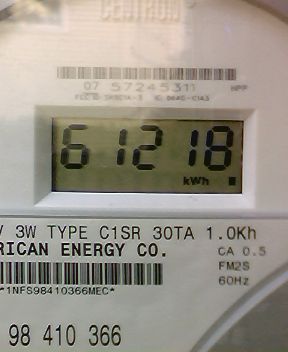 CENTRON
07 57245311
HPP
61218
kWh
V 3W TYPE C1SR 30TA 1.0Kh
RICAN ENERGY CO.
CA 0.5
FM2S
60Hz
*1NFS98410366MEC*
98 410 366